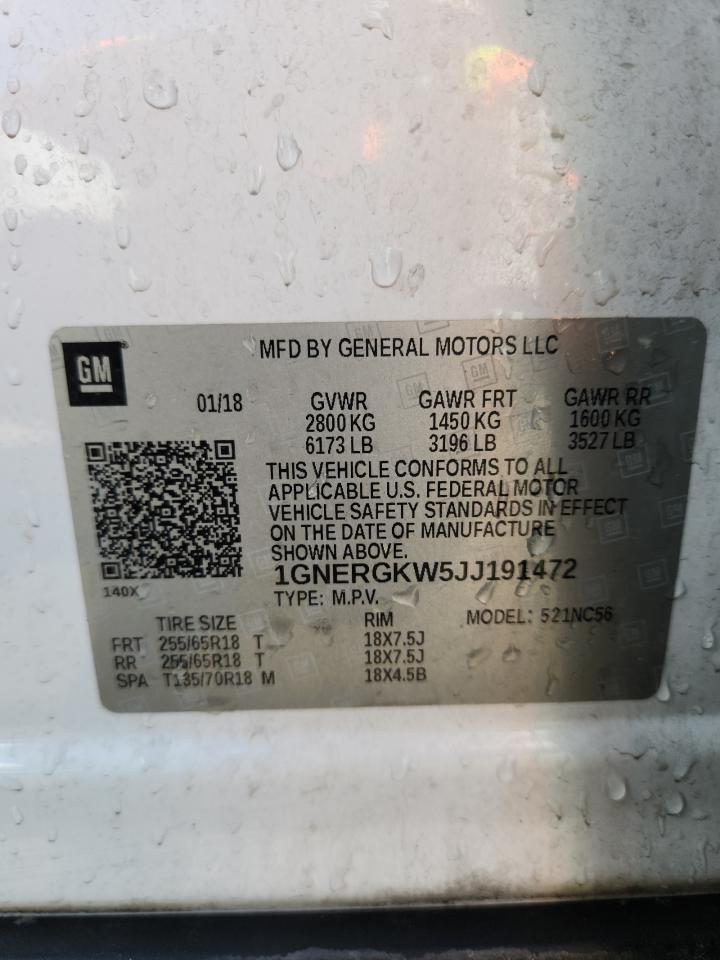 GM
MFD BY GENERAL MOTORS LLC
01/18 GVWR GAWR FRT GAWR RR
2800 KG 1450 KG 1600 KG
6173 LB 3196 LB 3527 LB
THIS VEHICLE CONFORMS TO ALL
APPLICABLE U.S. FEDERAL MOTOR
VEHICLE SAFETY STANDARDS IN EFFECT
ON THE DATE OF MANUFACTURE
SHOWN ABOVE.
140X
1GNERGKW5JJ191472
TYPE: M.P.V.
TIRE SIZE RIM MODEL: 521NC56
FRT 255/65R18 T 18X7.5J
RR 255/65R18 T 18X7.5J
SPA T135/70R18 M 18X4.5B